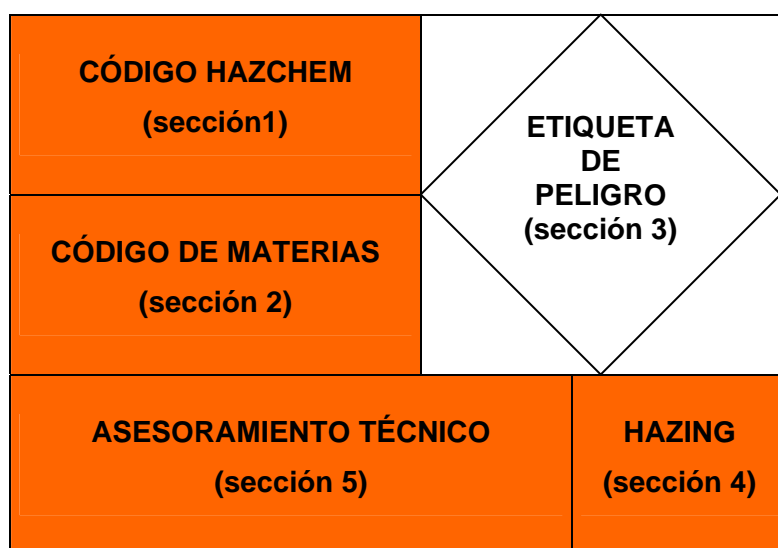 CÓDIGO HAZCHEM
(sección1)
ETIQUETA
DE
PELIGRO
(sección 3)
CÓDIGO DE MATERIAS
(sección 2)
ASESORAMIENTO TÉCNICO
(sección 5)
HAZING
(sección 4)